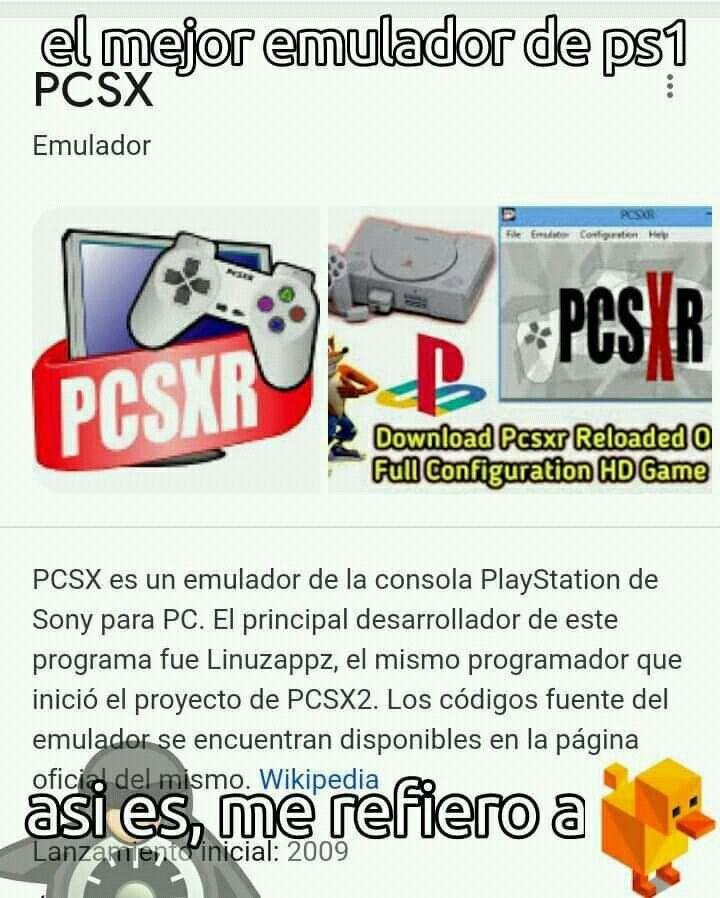 el mejor emulador de ps1
PCSX
Emulador
PCSXR
PCSXR
PCSXR
File Emulator Configuration Help
PCSXR
Download Pcsxr Reloaded O
Full Configuration HD Game
PCSX es un emulador de la consola PlayStation de
Sony para PC. El principal desarrollador de este
programa fue Linuzappz, el mismo programador que
inició el proyecto de PCSX2. Los códigos fuente del
emulador se encuentran disponibles en la página
oficial del mismo. Wikipedia
asi es, me refiero a
Lanzamiento inicial: 2009